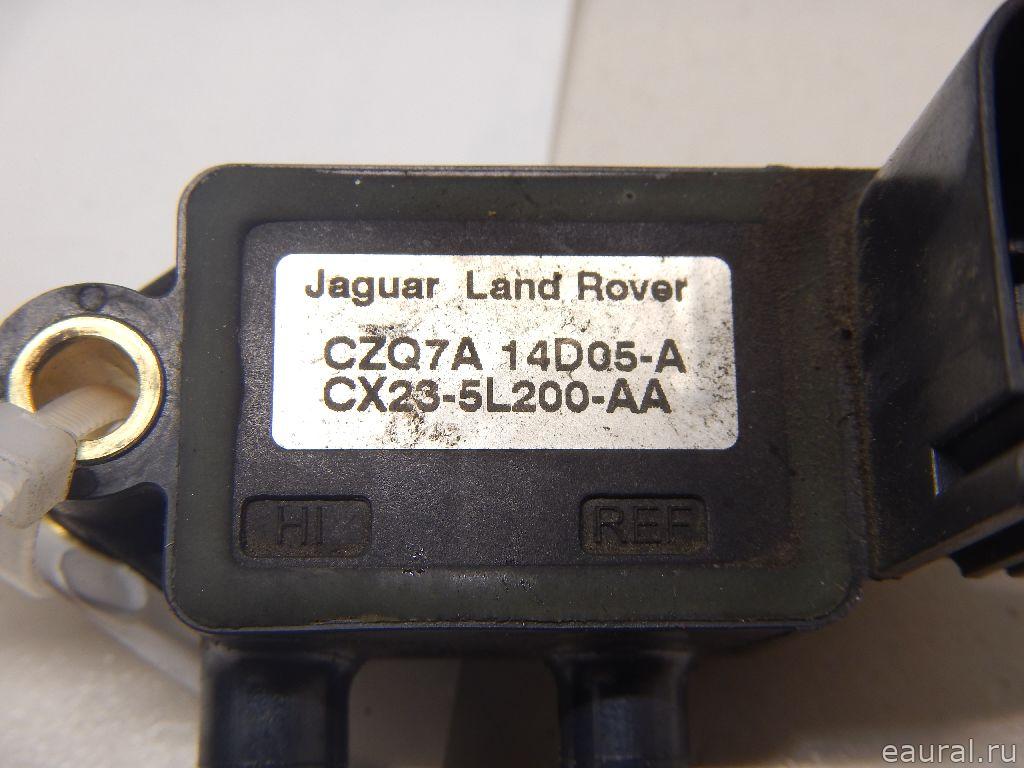 Jaguar Land Rover
CZQ7A 14D05-A
CX23-5L200-AA
HI REF
eaural.ru